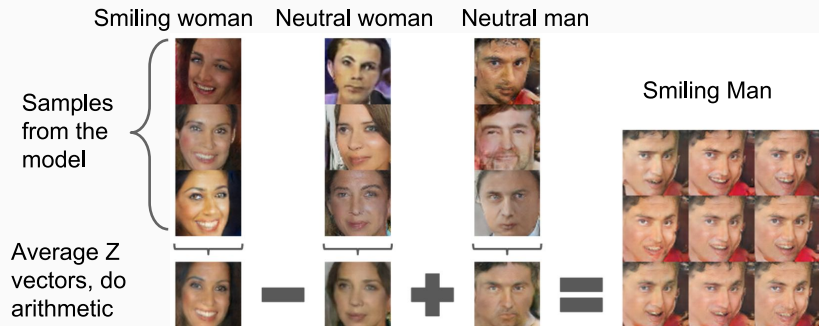 Smiling woman
Neutral woman
Neutral man
Samples
from the
model
Smiling Man
Average Z
vectors, do
arithmetic